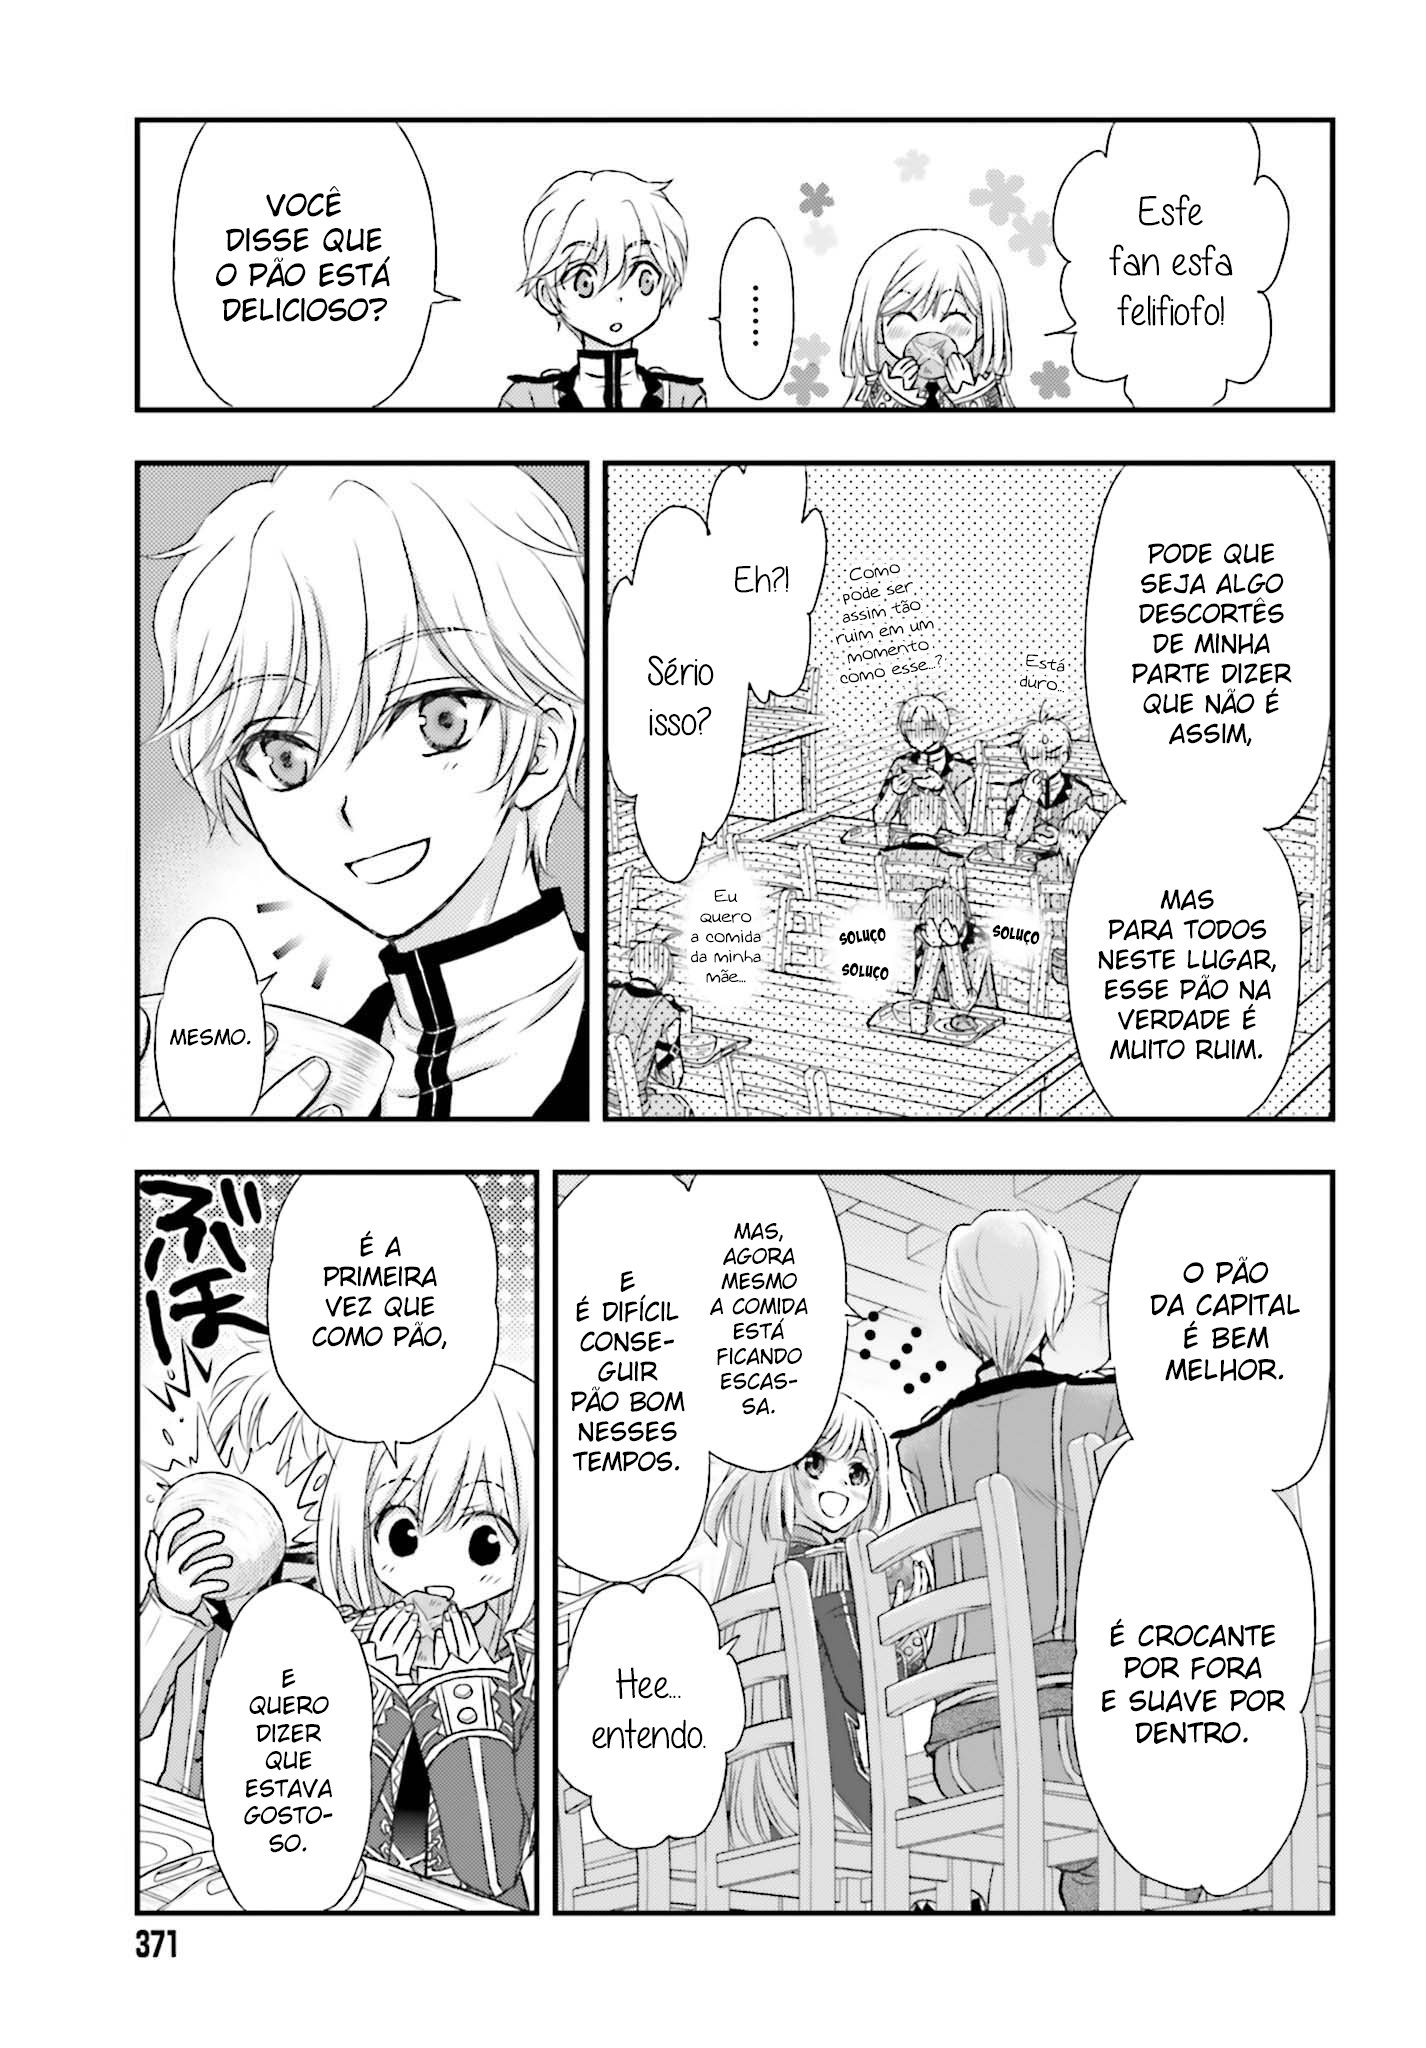 Esfe
fan esfa
felifiofo!
......
VOCÊ
DISSE QUE
O PÃO ESTÁ
DELICIOSO?
PODE QUE
SEJA ALGO
DESCORTÊS
DE MINHA
PARTE DIZER
QUE NÃO É
ASSIM,
MAS
PARA TODOS
NESTE LUGAR,
ESSE PÃO NA
VERDADE É
MUITO RUIM.
Está
duro...
Como
pode ser
assim tão
ruim em um
momento
como esse...?
SOLUÇO
SOLUÇO
SOLUÇO
Eu
quero
a comida
da minha
mãe...
Eh?!
Sério
isso?
MESMO.
O PÃO
DA CAPITAL
É BEM
MELHOR.
É CROCANTE
POR FORA
E SUAVE POR
DENTRO.
MAS,
AGORA
MESMO
A COMIDA
ESTÁ
FICANDO
ESCAS-
SA.
E
É DIFÍCIL
CONSE-
GUIR
PÃO BOM
NESSES
TEMPOS.
Hee...
entendo.
É A
PRIMEIRA
VEZ QUE
COMO PÃO,
E
QUERO
DIZER QUE
ESTAVA
GOSTO-
SO.
ぶほ
371